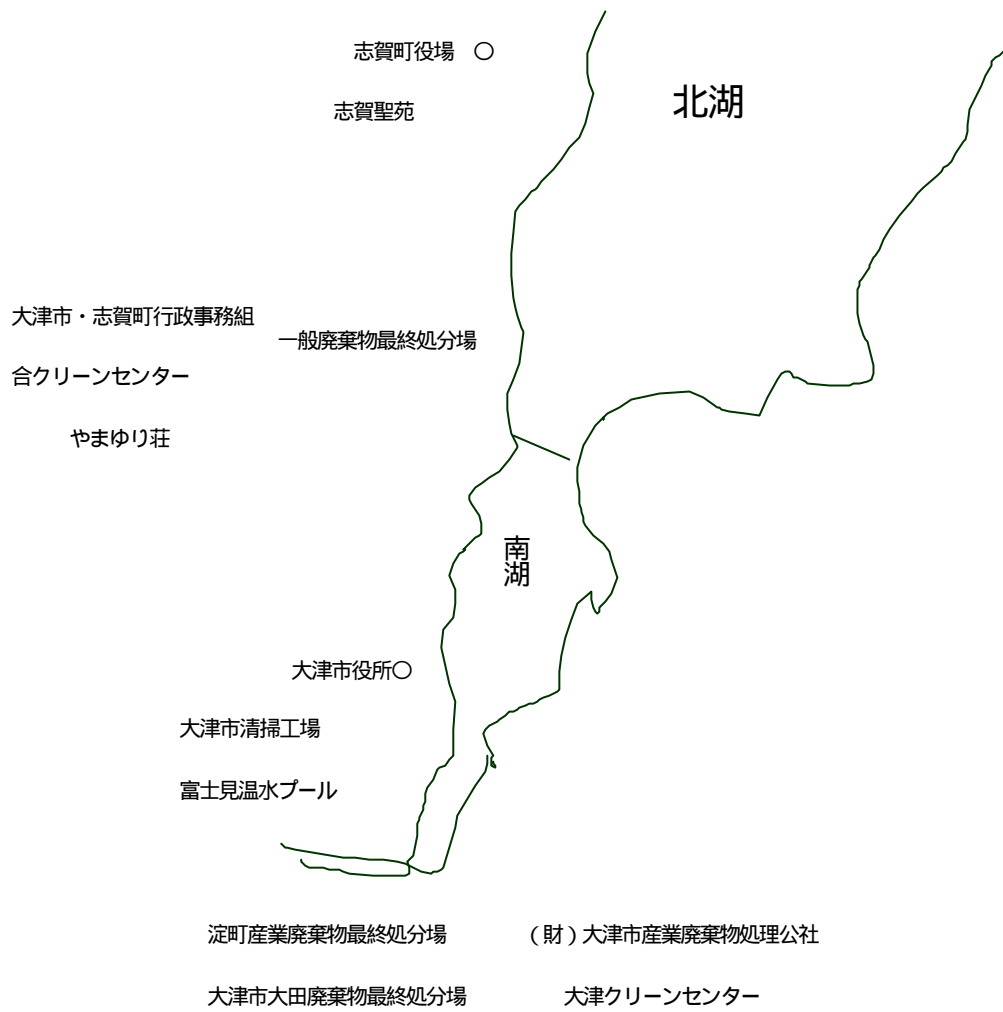 志賀町役場 ○
北湖
志賀聖苑
大津市・志賀町行政事務組
一般廃棄物最終処分場
合クリーンセンター
やまゆり荘
南湖
大津市役所○
大津市清掃工場
富士見温水プール
淀町産業廃棄物最終処分場
（財）大津市産業廃棄物処理公社
大津市大田廃棄物最終処分場
大津クリーンセンター